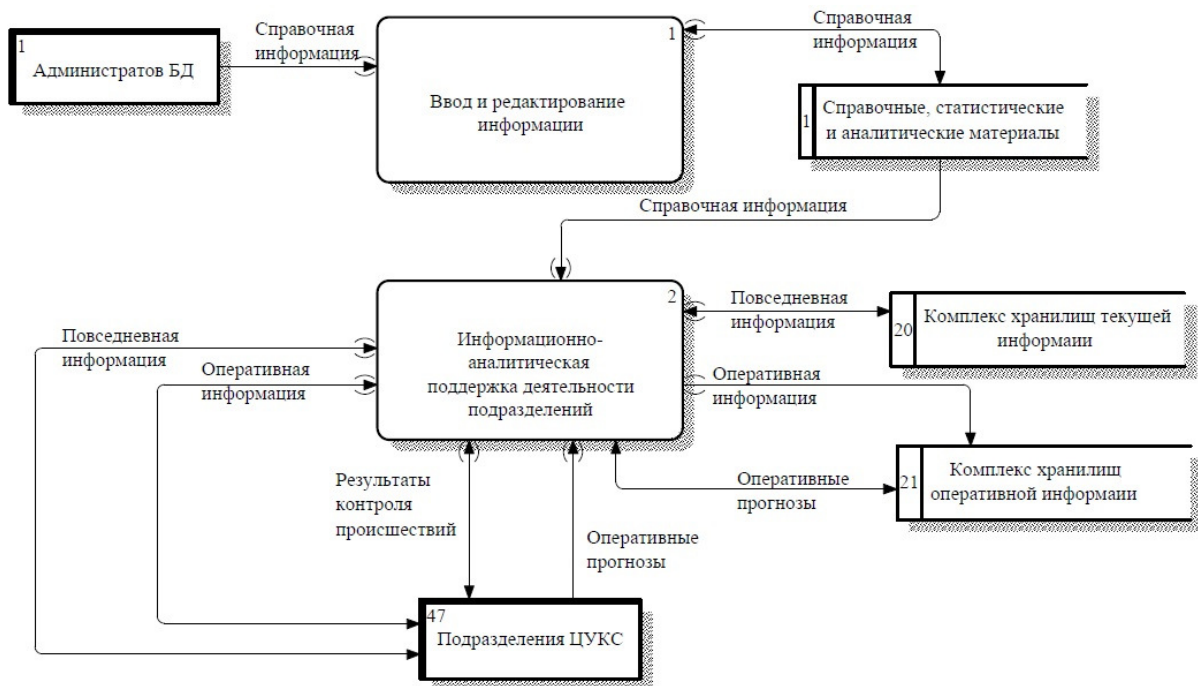 1
Администратов БД
Справочная
информация
1
Ввод и редактирование
информации
Справочная
информация
1
Справочные, статистические
и аналитические материалы
Справочная информация
2
Информационно-
аналитическая
поддержка деятельности
подразделений
Повседневная
информация
20
Комплекс хранилищ текущей
информаии
Повседневная
информация
Оперативная
информация
Оперативная
информация
21
Комплекс хранилищ
оперативной информаии
Оперативные
прогнозы
Результаты
контроля
происшествий
Оперативные
прогнозы
47
Подразделения ЦУКС